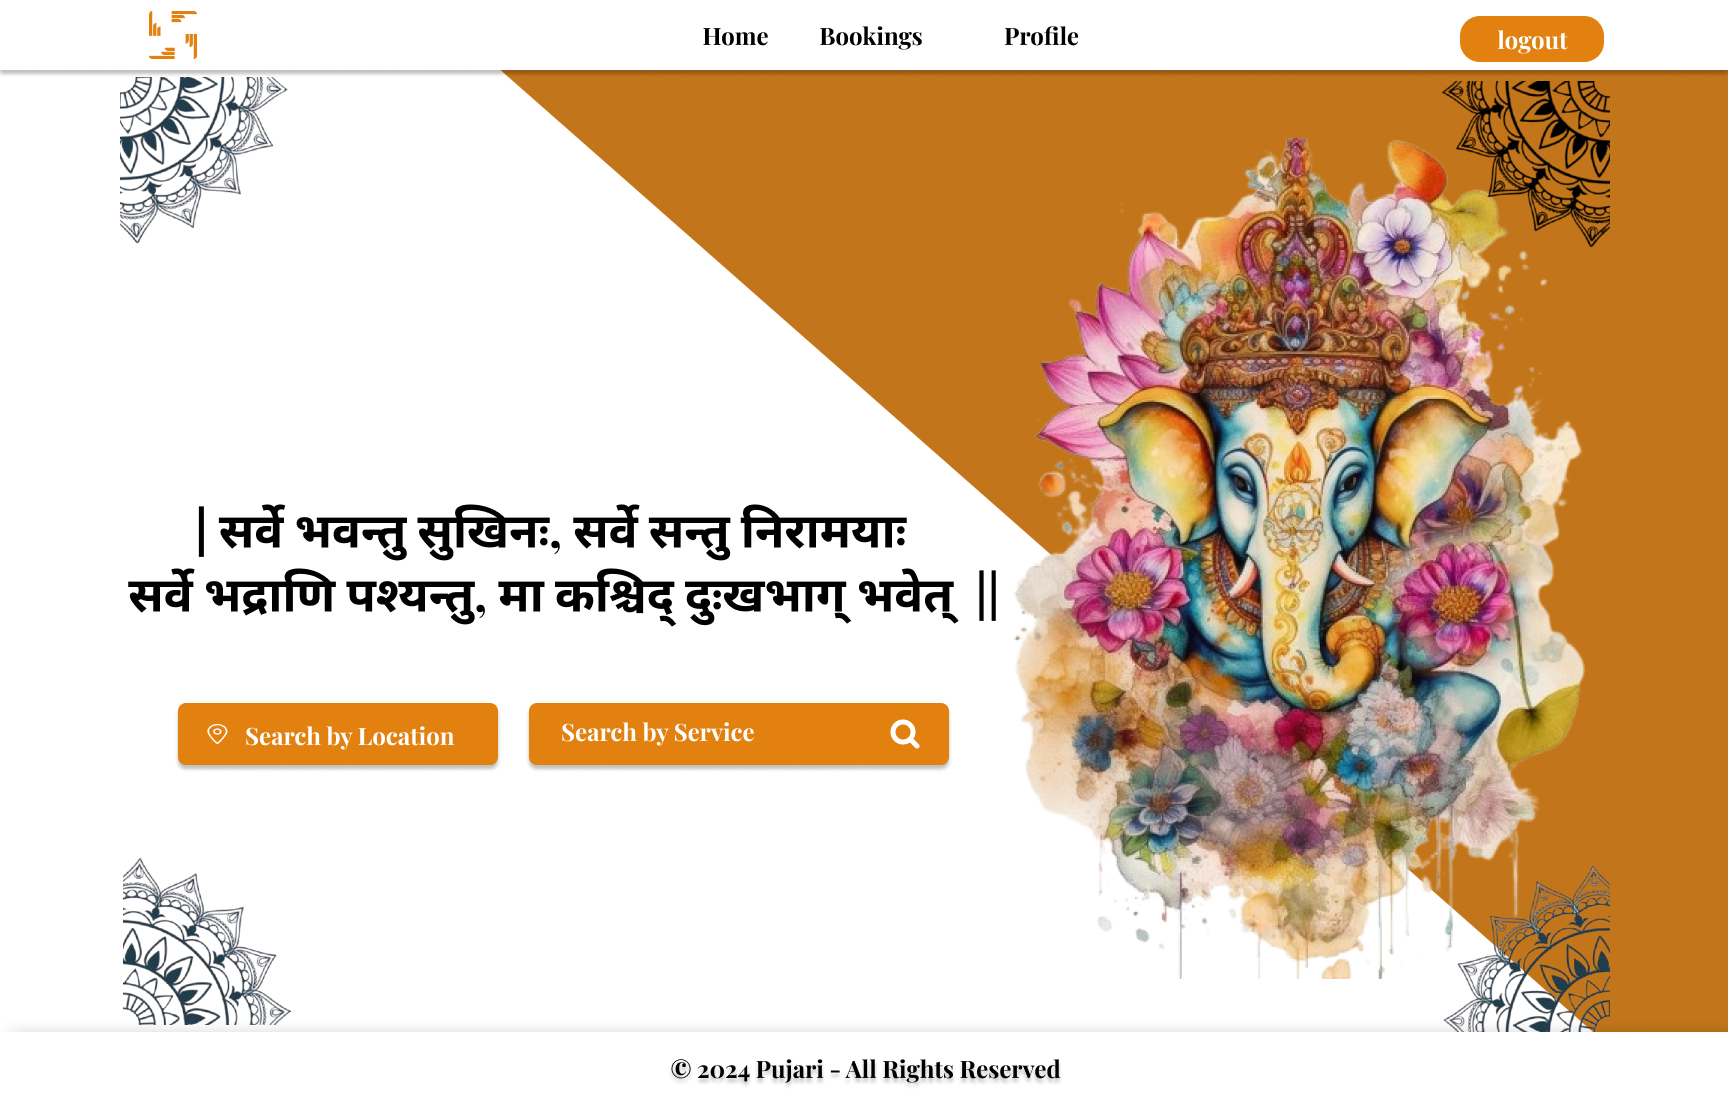 Home Bookings Profile logout
| सर्वे भवन्तु सुखिनः, सर्वे सन्तु निरामयाः
सर्वे भद्राणि पश्यन्तु, मा कश्चिद् दुःखभाग् भवेत् ||
Search by Location Search by Service
© 2024 Pujari - All Rights Reserved